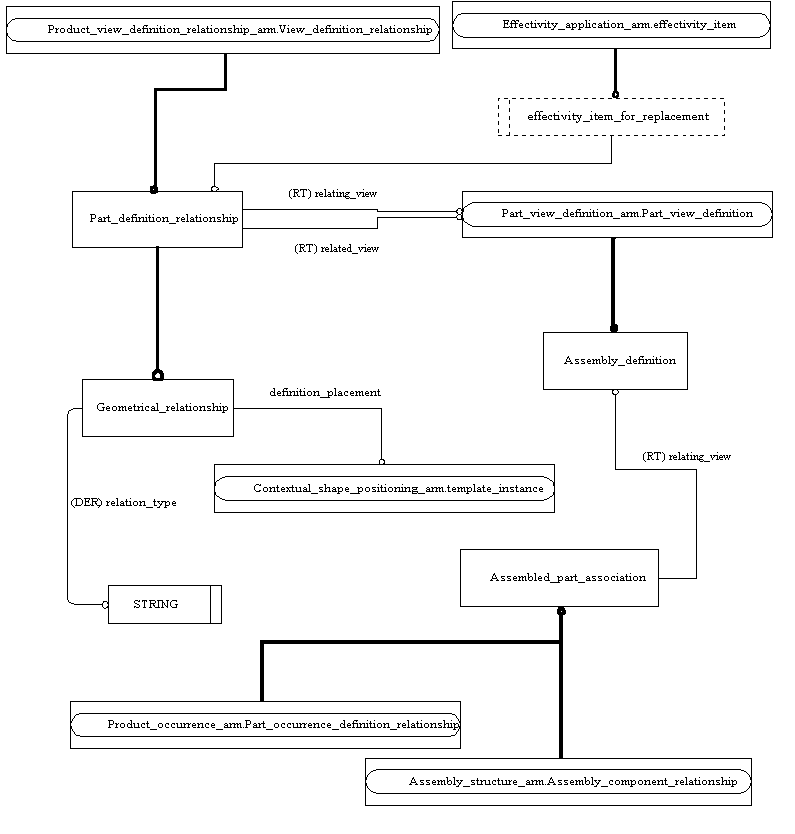 Product_view_definition_relationship_arm.View_definition_relationship
Effectivity_application_arm.effectivity_item
effectivity_item_for_replacement
(RT) relating_view
Part_definition_relationship
Part_view_definition_arm.Part_view_definition
(RT) related_view
Assembly_definition
definition_placement
Geometrical_relationship
(RT) relating_view
Contextual_shape_positioning_arm.template_instance
(DER) relation_type
Assembled_part_association
STRING
Product_occurrence_arm.Part_occurrence_definition_relationship
Assembly_structure_arm.Assembly_component_relationship